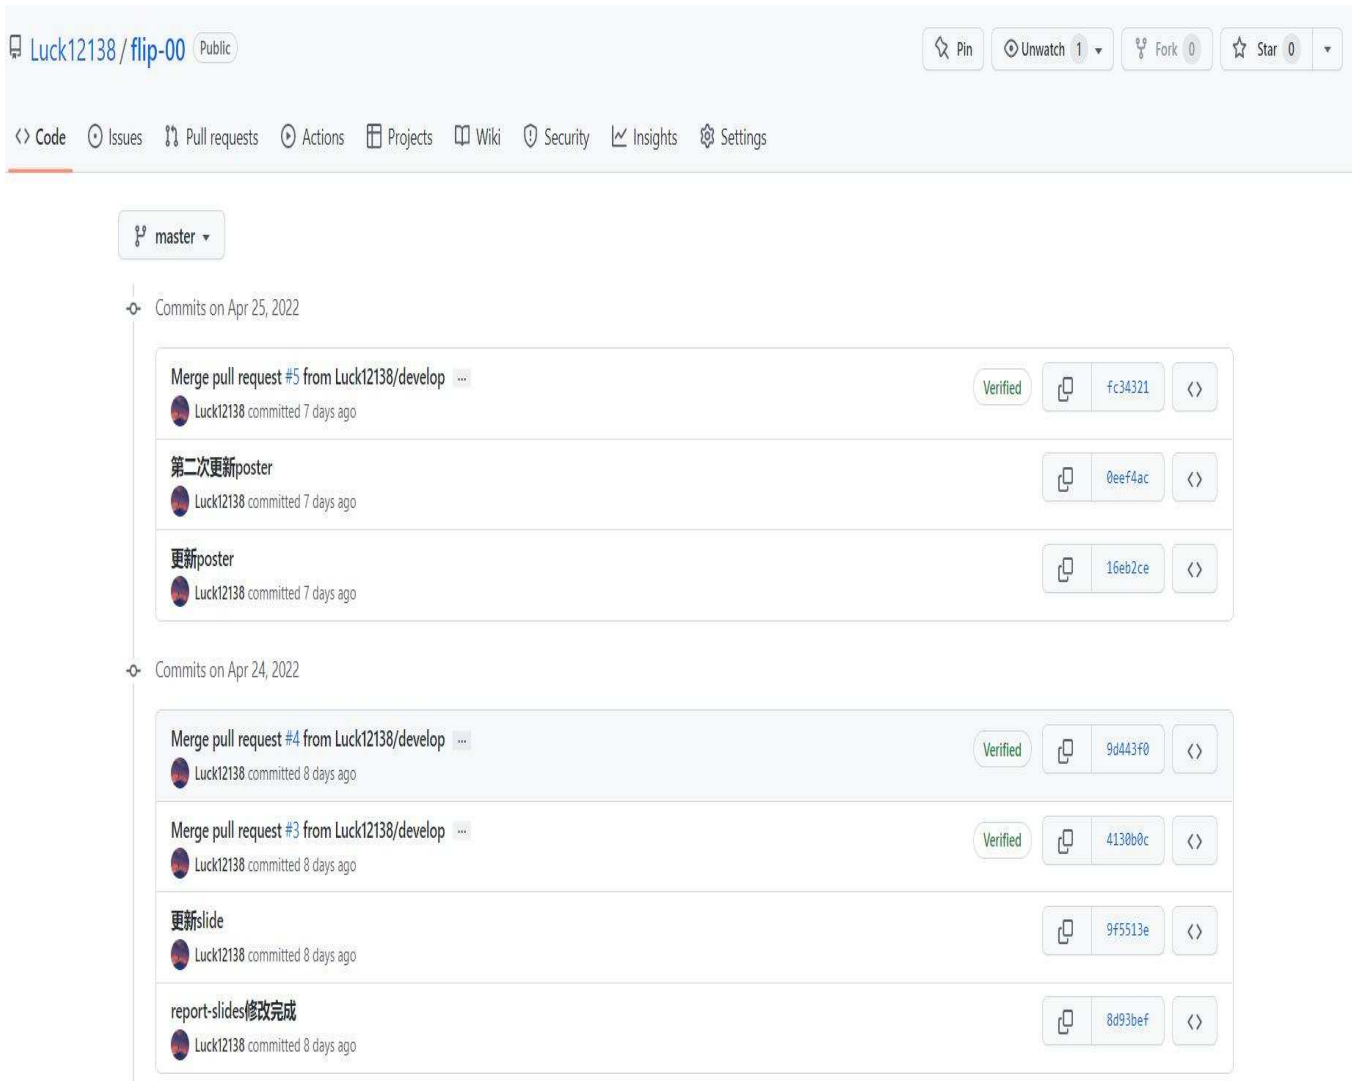 Luck12138 / flip-00 Public
Pin Unwatch 1 Fork 0 Star 0
Code Issues Pull requests Actions Projects Wiki Security Insights Settings
master
Commits on Apr 25, 2022
Merge pull request #5 from Luck12138/develop ...
Luck12138 committed 7 days ago
Verified fc34321
第二次更新poster
Luck12138 committed 7 days ago
0eef4ac
更新poster
Luck12138 committed 7 days ago
16eb2ce
Commits on Apr 24, 2022
Merge pull request #4 from Luck12138/develop ...
Luck12138 committed 8 days ago
Verified 9d443f0
Merge pull request #3 from Luck12138/develop ...
Luck12138 committed 8 days ago
Verified 4130b0c
更新slide
Luck12138 committed 8 days ago
9f5513e
report-slides修改完成
Luck12138 committed 8 days ago
8d93bef